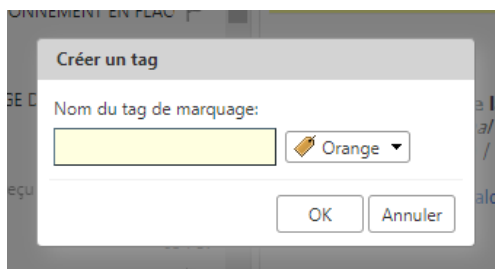 Créer un tag
Nom du tag de marquage:
Orange
OK
Annuler